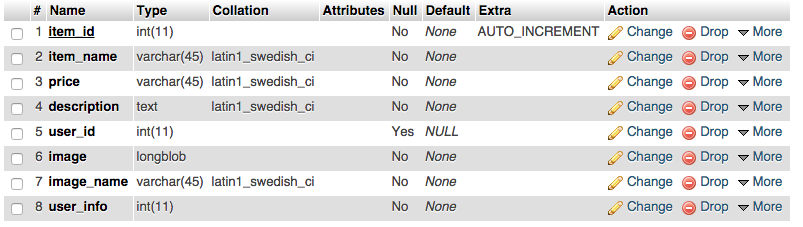 # Name Type Collation Attributes Null Default Extra Action
1 item_id int(11) No None AUTO_INCREMENT Change Drop More
2 item_name varchar(45) latin1_swedish_ci No None Change Drop More
3 price varchar(45) latin1_swedish_ci No None Change Drop More
4 description text latin1_swedish_ci No None Change Drop More
5 user_id int(11) Yes NULL Change Drop More
6 image longblob No None Change Drop More
7 image_name varchar(45) latin1_swedish_ci No None Change Drop More
8 user_info int(11) No None Change Drop More